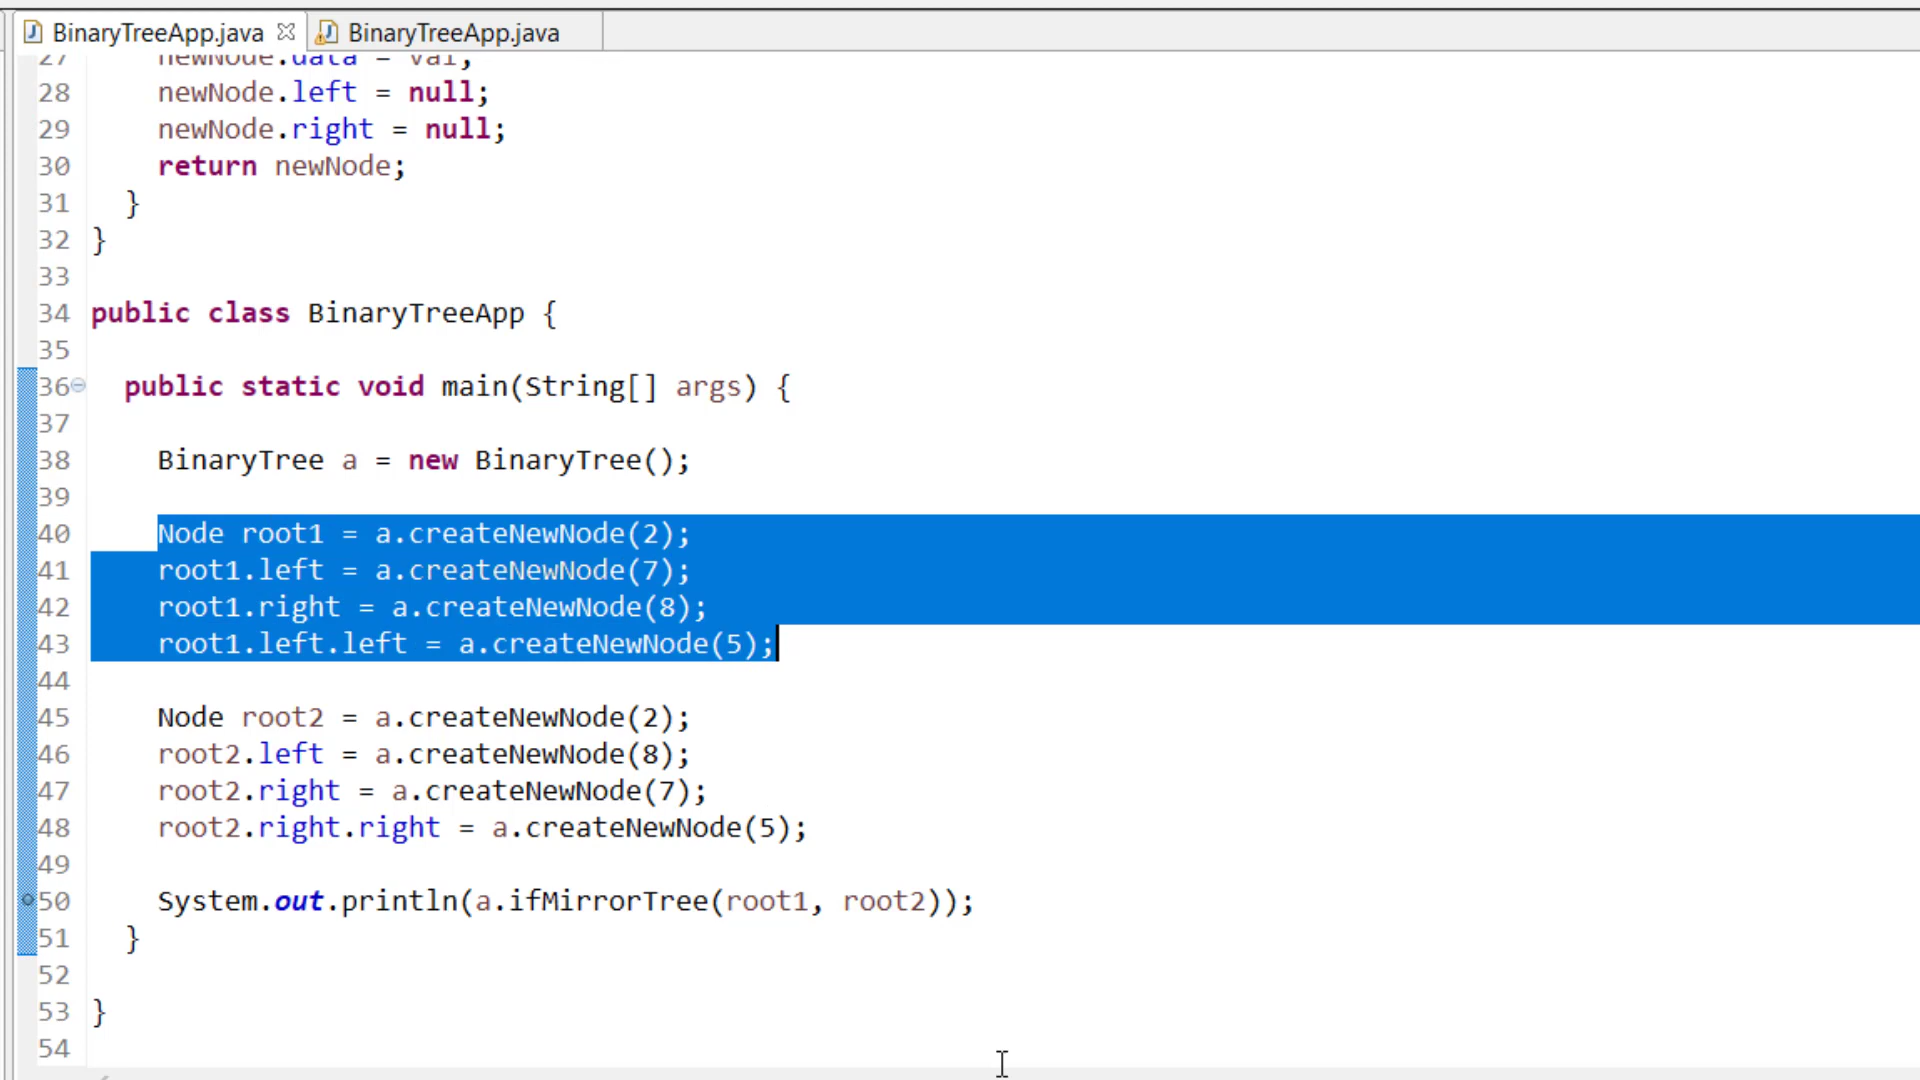 BinaryTreeApp.java
BinaryTreeApp.java
27 newNode.data = val;
28 newNode.left = null;
29 newNode.right = null;
30 return newNode;
31 }
32 }
33
34 public class BinaryTreeApp {
35
36 public static void main(String[] args) {
37
38 BinaryTree a = new BinaryTree();
39
40 Node root1 = a.createNewNode(2);
41 root1.left = a.createNewNode(7);
42 root1.right = a.createNewNode(8);
43 root1.left.left = a.createNewNode(5);
44
45 Node root2 = a.createNewNode(2);
46 root2.left = a.createNewNode(8);
47 root2.right = a.createNewNode(7);
48 root2.right.right = a.createNewNode(5);
49
50 System.out.println(a.ifMirrorTree(root1, root2));
51 }
52
53 }
54